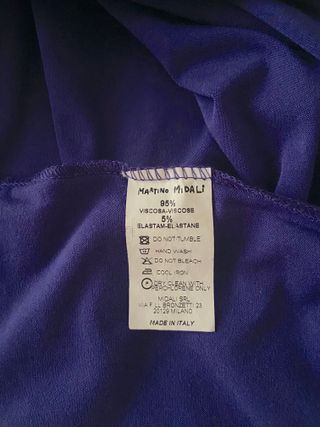 MARTINO MIDALI
95%
VISCOSA-VISCOSE
5%
ELASTAM-ELASTANE
DO NOT TUMBLE
HAND WASH
DO NOT BLEACH
COOL IRON
DRY CLEAN WITH
PERCHLORENE ONLY
MIDALI SRL
VIA F.LLI BRONZETTI 23
20129 MILANO
MADE IN ITALY